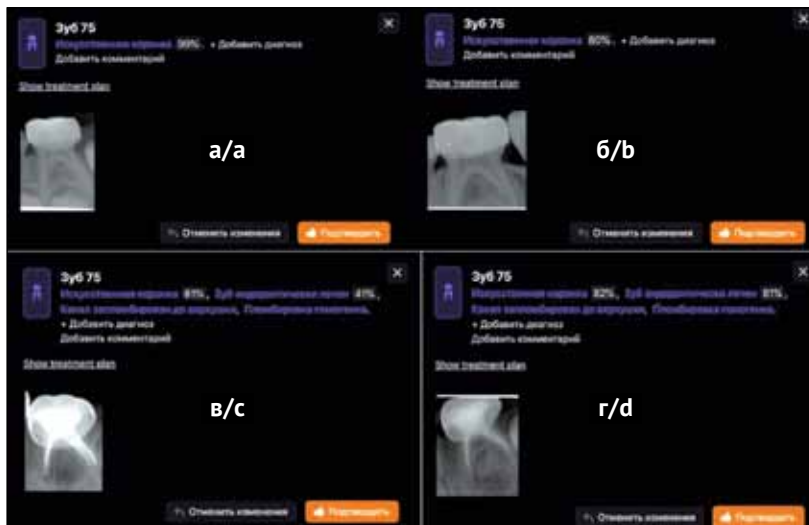 Зуб 75
Искусственная коронка 99%, + Добавить диагноз
Добавить комментарий
Show treatment plan
а/a
Отменить изменения
Подтвердить
Зуб 75
Искусственная коронка 80%, + Добавить диагноз
Добавить комментарий
Show treatment plan
б/b
Отменить изменения
Подтвердить
Зуб 75
Искусственная коронка 81%, Зуб эндодонтически лечен 41%,
Канал запломбирован до верхушки, Пломбировка гомогенна,
+ Добавить диагноз
Добавить комментарий
Show treatment plan
в/c
Отменить изменения
Подтвердить
Зуб 75
Искусственная коронка 82%, Зуб эндодонтически лечен 81%,
Канал запломбирован до верхушки, Пломбировка гомогенна,
+ Добавить диагноз
Добавить комментарий
Show treatment plan
г/d
Отменить изменения
Подтвердить